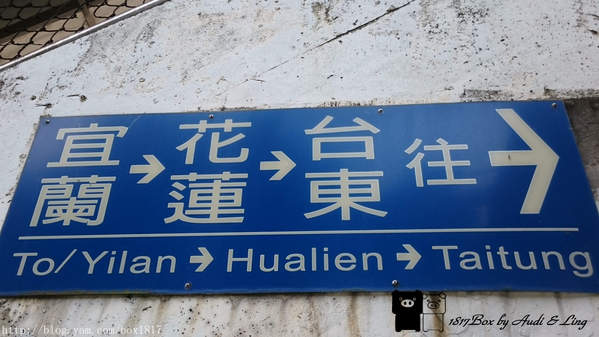 宜蘭→花蓮→台東往→
To/Yilan→Hualien→Taitung
1817Box by Audi & Ling
http://blog.yam.com/box1817